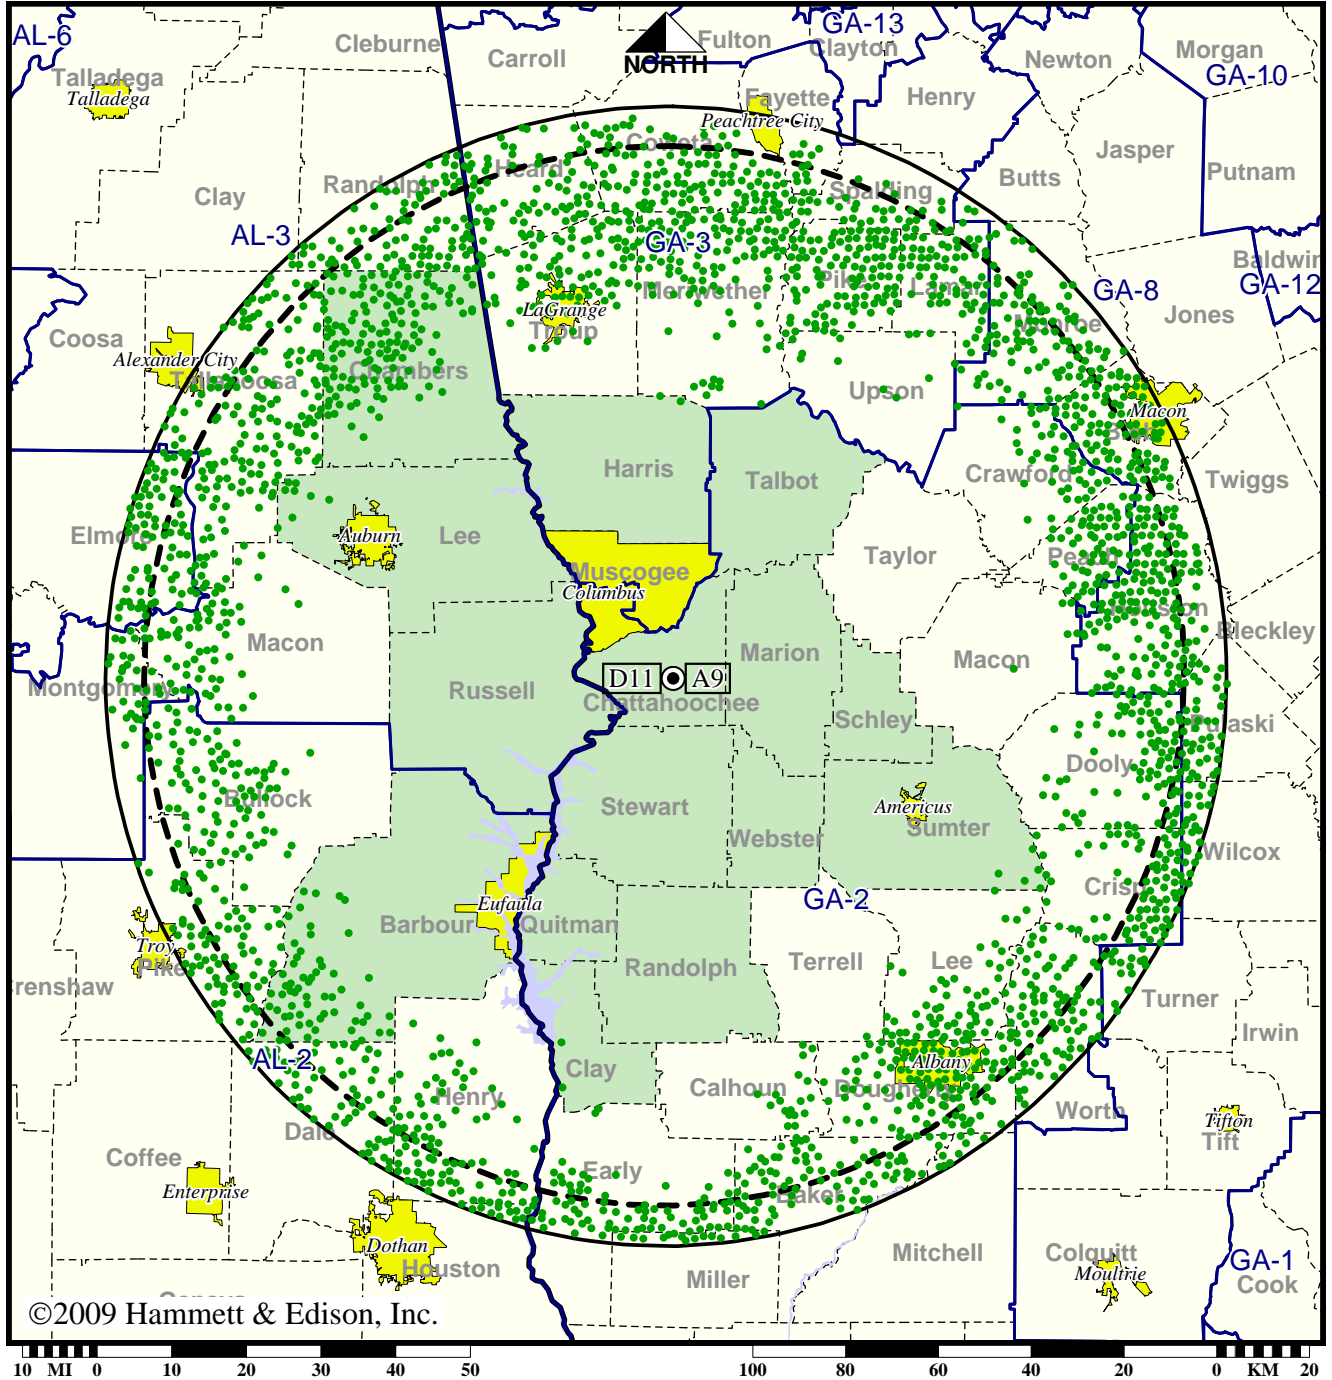 AL-6
Cleburne
Carroll
NORTH
Fulton
GA-13
Clayton
Newton
Morgan
GA-10
Talladega
Talladega
Fayette
Peachtree City
Henry
Coweta
Heard
Jasper
Butts
Putnam
Clay
Randolph
Spalding
AL-3
GA-3
Baldwin
GA-12
GA-8
Meriwether
Pike
Lamar
LaGrange
Troup
Monroe
Jones
Coosa
Alexander City
Tallapoosa
Chambers
Upson
Macon
Bibb
Harris
Talbot
Crawford
Twiggs
Elmore
Auburn
Lee
Taylor
Peach
Muscogee
Columbus
Houston
Bleckley
Macon
Marion
Macon
Montgomery
Russell
D11
A9
Chattahoochee
Schley
Pulaski
Dooly
Bullock
Stewart
Americus
Sumter
Webster
Wilcox
Crisp
GA-2
Eufaula
Barbour
Quitman
Troy
Pike
Randolph
Terrell
Lee
renshaw
Turner
Irwin
AL-2
Albany
Clay
Calhoun
Dougherty
Henry
Worth
Tifton
Tift
Dale
Coffee
Early
Baker
Enterprise
Dothan
Houston
Mitchell
Colquitt
Moultrie
GA-1
Cook
Miller
Geneva
©2009 Hammett & Edison, Inc.
10 MI 0 10 20 30 40 50
100 80 60 40 20 0 KM 20